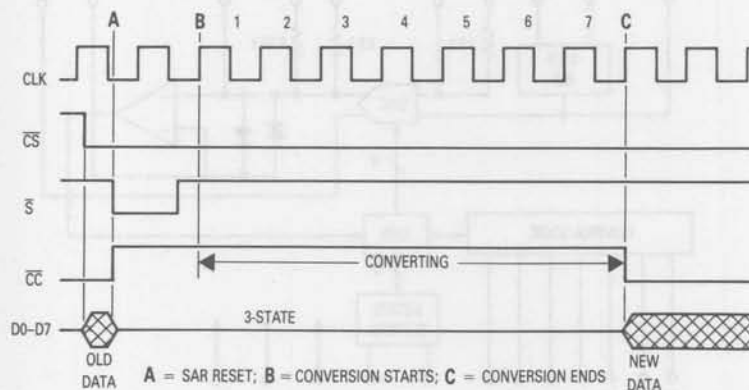 A B 1 2 3 4 5 6 7 C
CLK
CS
S
CC
CONVERTING
D0–D7
3-STATE
OLD
DATA
A = SAR RESET; B = CONVERSION STARTS; C = CONVERSION ENDS
NEW
DATA